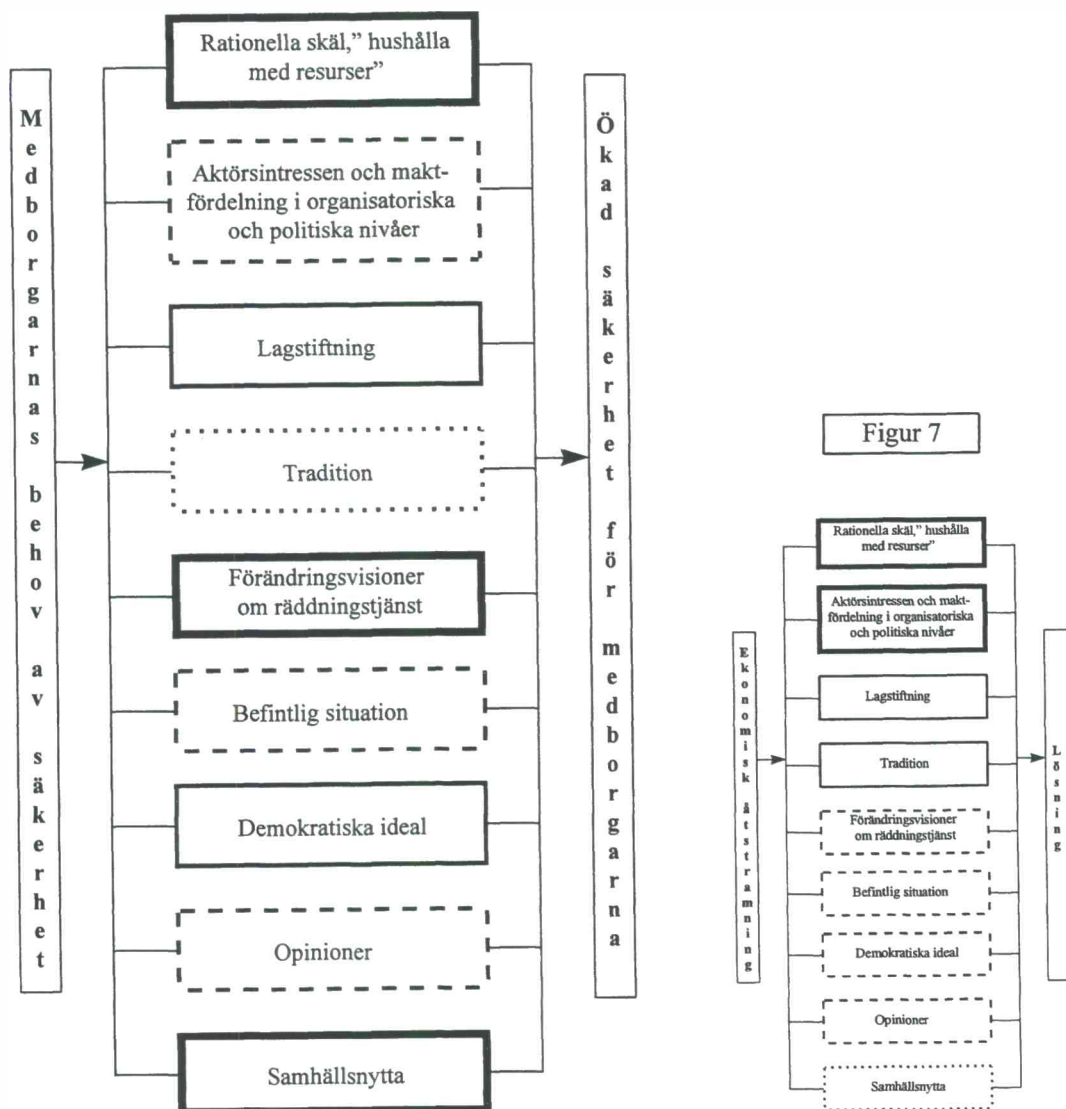 Medborgarnas behov av säkerhet
Rationella skäl,” hushålla
med resurser”
Aktörsintressen och makt-
fördelning i organisatoriska
och politiska nivåer
Lagstiftning
Tradition
Förändringsvisioner
om räddningstjänst
Befintlig situation
Demokratiska ideal
Opinioner
Samhällsnytta
Ökad säkerhet för medborgarna
Figur 7
Ekonomisk åtstramning
Rationella skäl,” hushålla
med resurser”
Aktörsintressen och makt-
fördelning i organisatoriska
och politiska nivåer
Lagstiftning
Tradition
Förändringsvisioner
om räddningstjänst
Befintlig situation
Demokratiska ideal
Opinioner
Samhällsnytta
Lösning